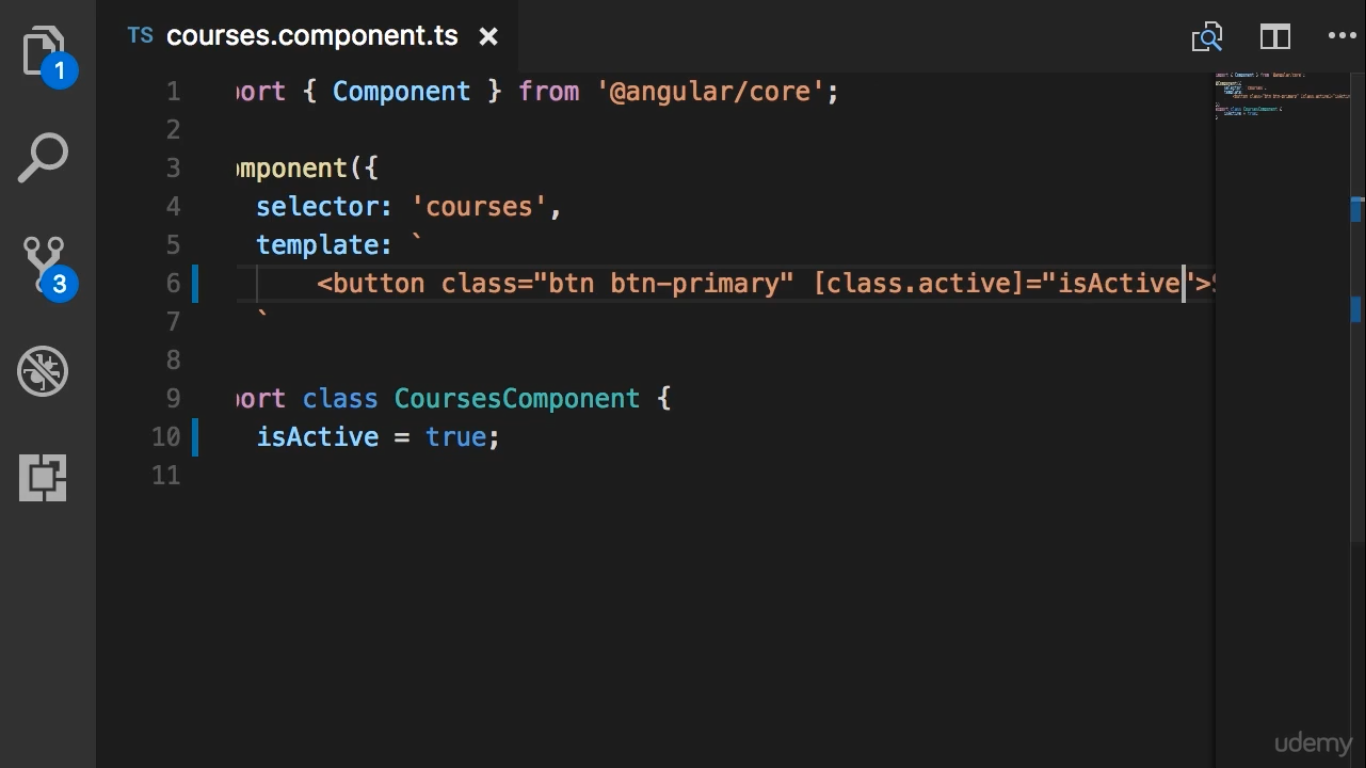 TS courses.component.ts
1 port { Component } from '@angular/core';
2
3 omponent({
4 selector: 'courses',
5 template: `
6 <button class="btn btn-primary" [class.active]="isActive">S
7 `
8
9 port class CoursesComponent {
10 isActive = true;
11
1
3
udemy